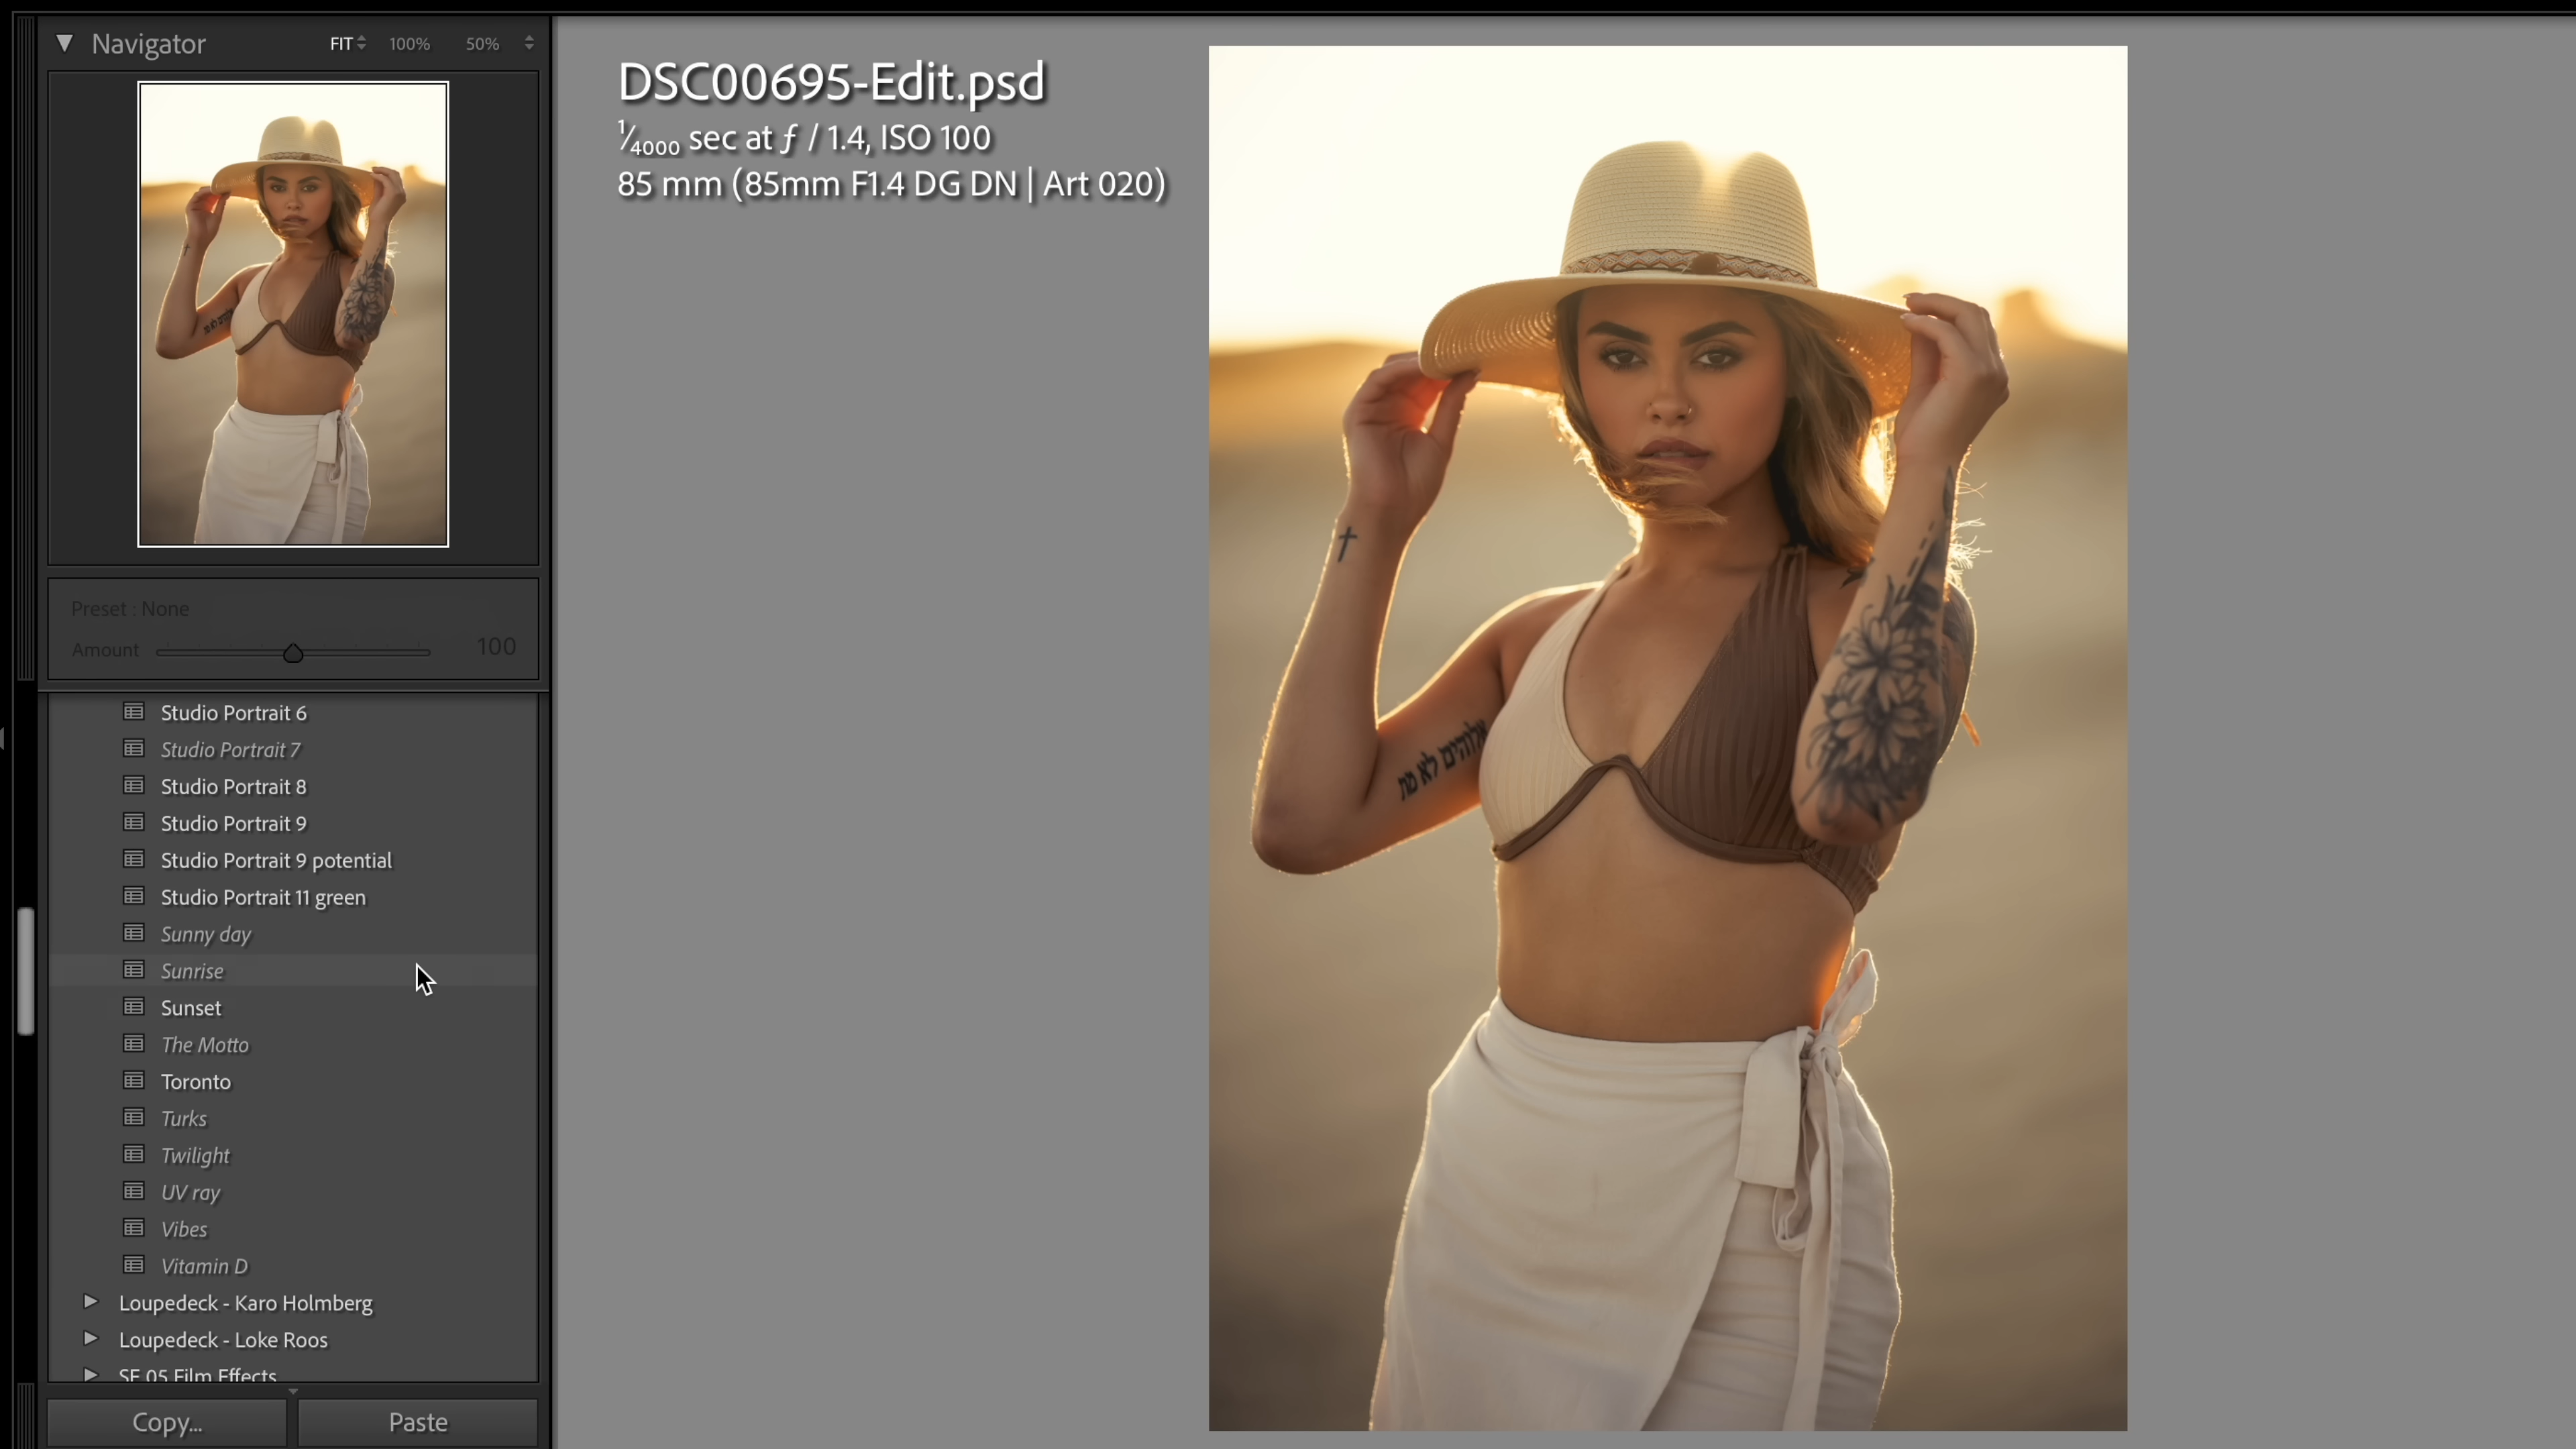 Navigator FIT 100% 50%
DSC00695-Edit.psd
1/4000 sec at ƒ / 1.4, ISO 100
85 mm (85mm F1.4 DG DN | Art 020)
Preset : None
Amount 100
Studio Portrait 6
Studio Portrait 7
Studio Portrait 8
Studio Portrait 9
Studio Portrait 9 potential
Studio Portrait 11 green
Sunny day
Sunrise
Sunset
The Motto
Toronto
Turks
Twilight
UV ray
Vibes
Vitamin D
Loupedeck - Karo Holmberg
Loupedeck - Loke Roos
SE 05 Film Effects
Copy... Paste
אלוהים לא מת